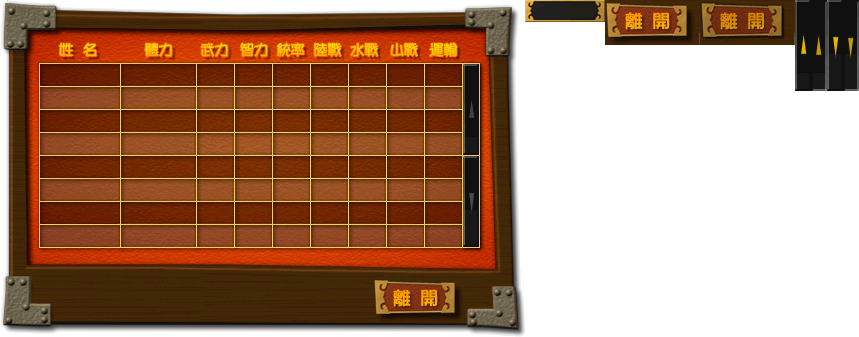 離 開 離 開
姓 名 體力 武力 智力 統率 陸戰 水戰 山戰 運輸
離 開